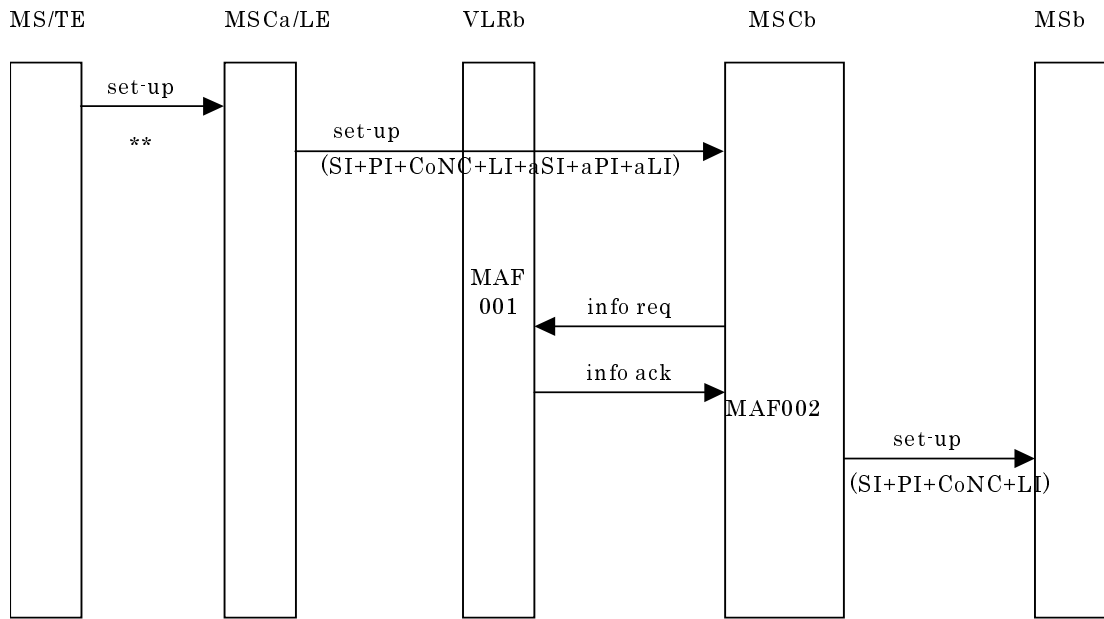 MS/TE MSCa/LE VLRb MSCb MSb
set-up
**
set-up
(SI+PI+CoNC+LI+aSI+aPI+aLI)
MAF
001
info req
info ack
MAF002
set-up
(SI+PI+CoNC+LI)